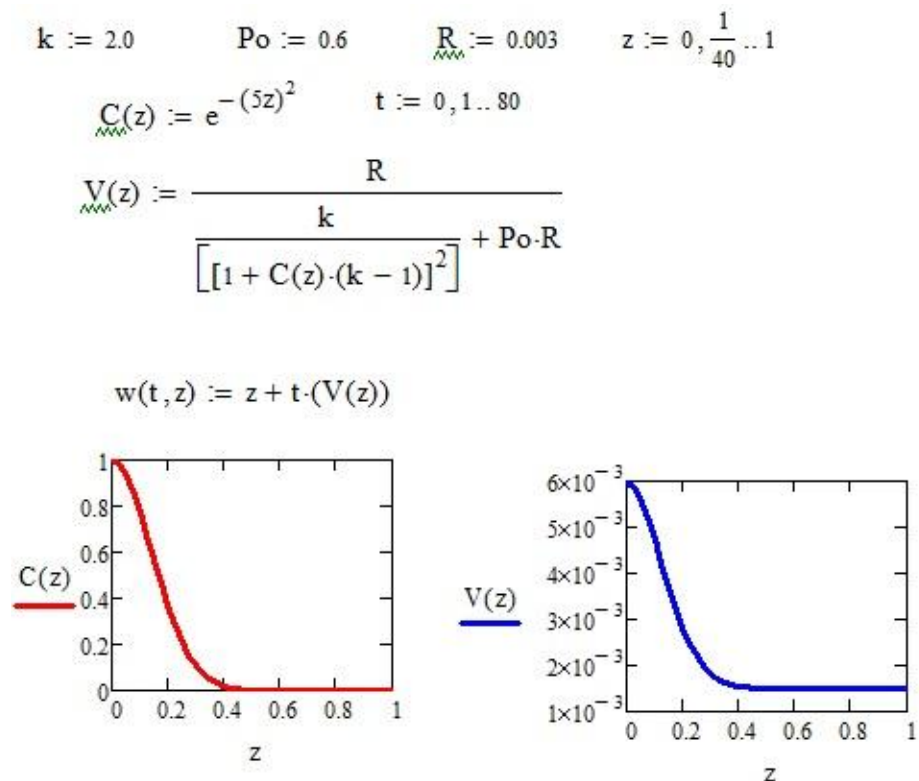 k := 2.0 Po := 0.6 R := 0.003 z := 0 , 1/40 .. 1
C(z) := e^-(5z)^2 t := 0 , 1 .. 80
V(z) := R / (k / [[1 + C(z)·(k − 1)]^2] + Po·R)
w(t , z) := z + t·(V(z))
1
0.8
0.6
0.4
0.2
0
C(z)
0 0.2 0.4 0.6 0.8 1
z
6×10^−3
5×10^−3
4×10^−3
3×10^−3
2×10^−3
1×10^−3
V(z)
0 0.2 0.4 0.6 0.8 1
z